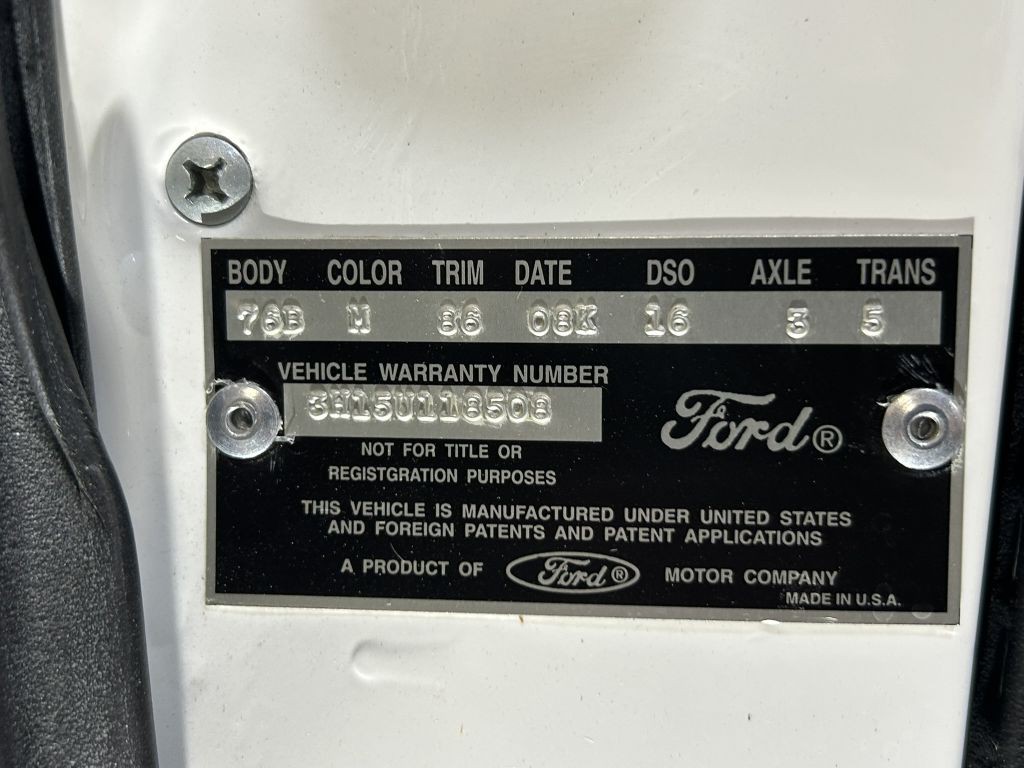 BODY COLOR TRIM DATE DSO AXLE TRANS
76B M 86 08K 16 3 5
VEHICLE WARRANTY NUMBER
3H15U118508
Ford®
NOT FOR TITLE OR
REGISTGRATION PURPOSES
THIS VEHICLE IS MANUFACTURED UNDER UNITED STATES
AND FOREIGN PATENTS AND PATENT APPLICATIONS
A PRODUCT OF Ford® MOTOR COMPANY
MADE IN U.S.A.